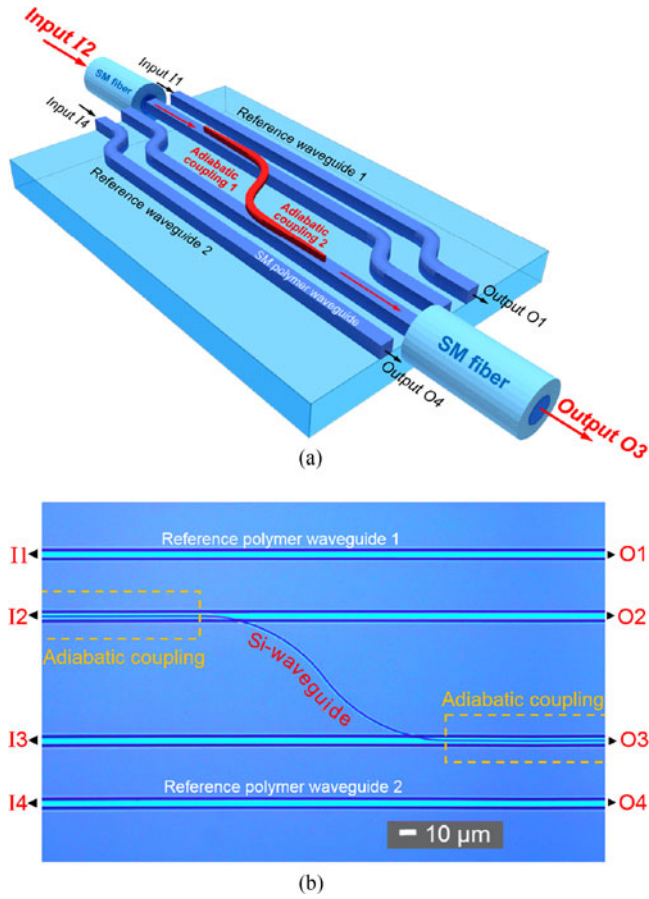 Input I2
SM fiber
Input I1
Input I4
Reference waveguide 1
Adiabatic
coupling 1
Adiabatic
coupling 2
Reference waveguide 2
SM polymer waveguide
Output O1
SM fiber
Output O4
Output O3
(a)
Reference polymer waveguide 1
I1
O1
I2
O2
Adiabatic coupling
Si-waveguide
Adiabatic coupling
I3
O3
Reference polymer waveguide 2
I4
O4
10 µm
(b)